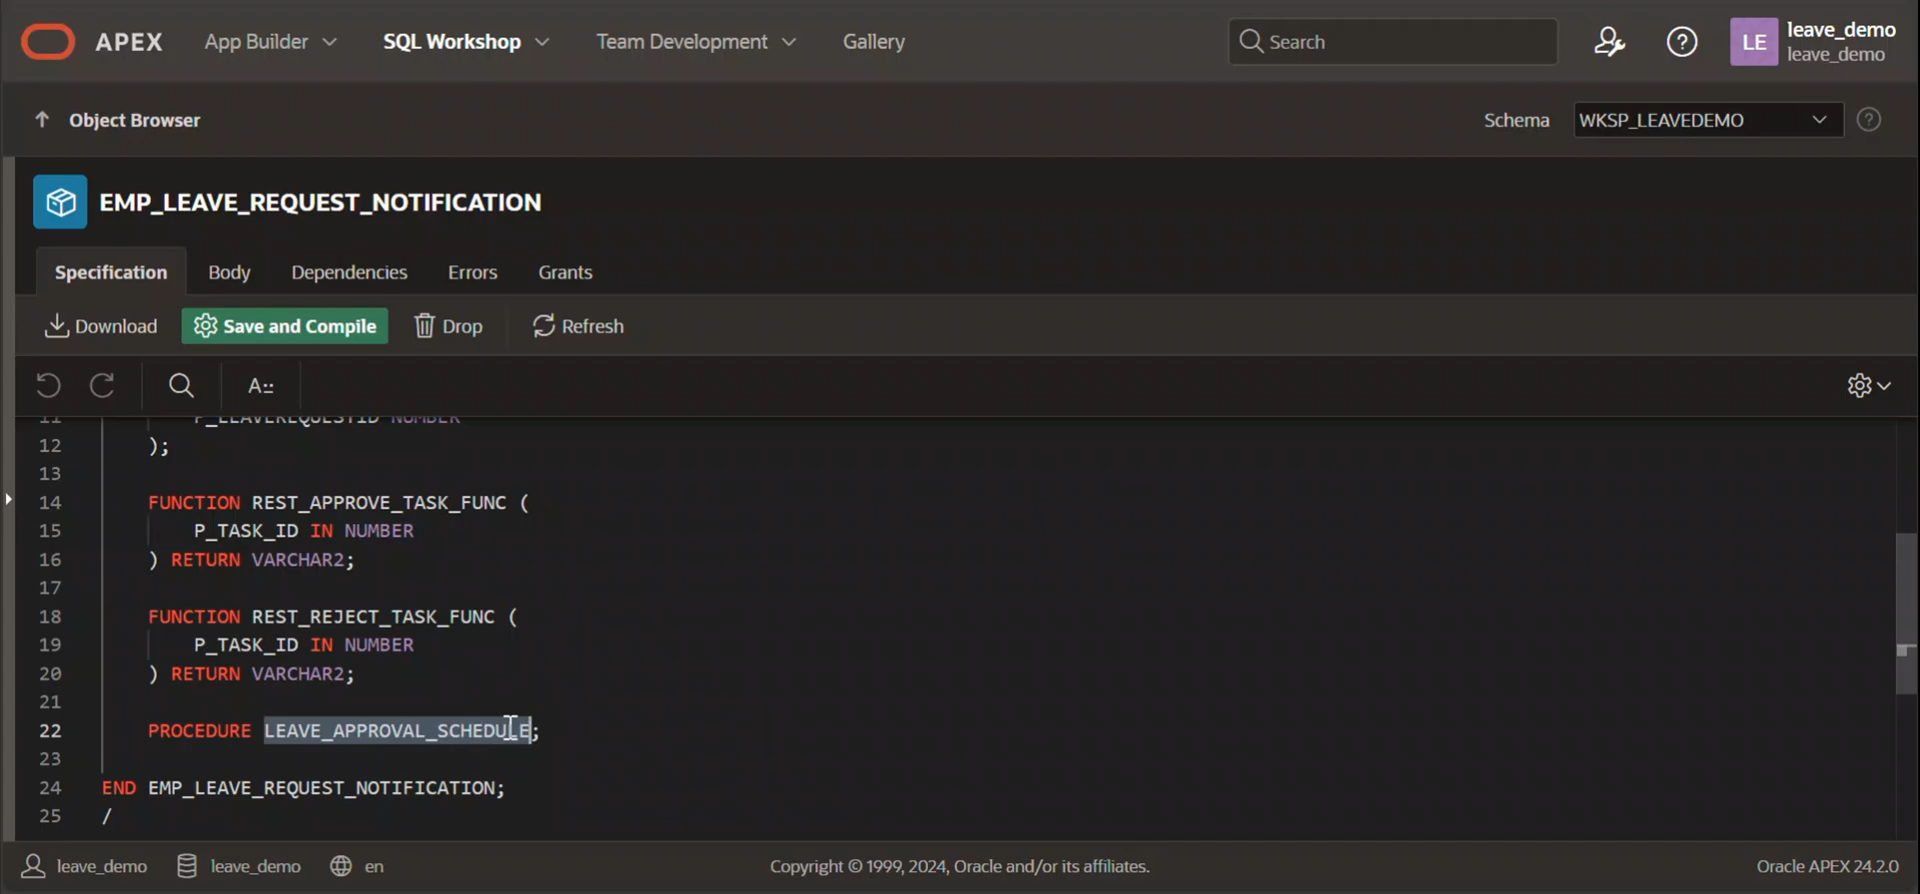 APEX App Builder SQL Workshop Team Development Gallery Search LE leave_demo
leave_demo
Object Browser Schema WKSP_LEAVEDEMO
EMP_LEAVE_REQUEST_NOTIFICATION
Specification Body Dependencies Errors Grants
Download Save and Compile Drop Refresh
A::
11 P_LEAVEREQUESTID NUMBER
12 );
13
14 FUNCTION REST_APPROVE_TASK_FUNC (
15 P_TASK_ID IN NUMBER
16 ) RETURN VARCHAR2;
17
18 FUNCTION REST_REJECT_TASK_FUNC (
19 P_TASK_ID IN NUMBER
20 ) RETURN VARCHAR2;
21
22 PROCEDURE LEAVE_APPROVAL_SCHEDULE;
23
24 END EMP_LEAVE_REQUEST_NOTIFICATION;
25 /
leave_demo leave_demo en Copyright © 1999, 2024, Oracle and/or its affiliates. Oracle APEX 24.2.0